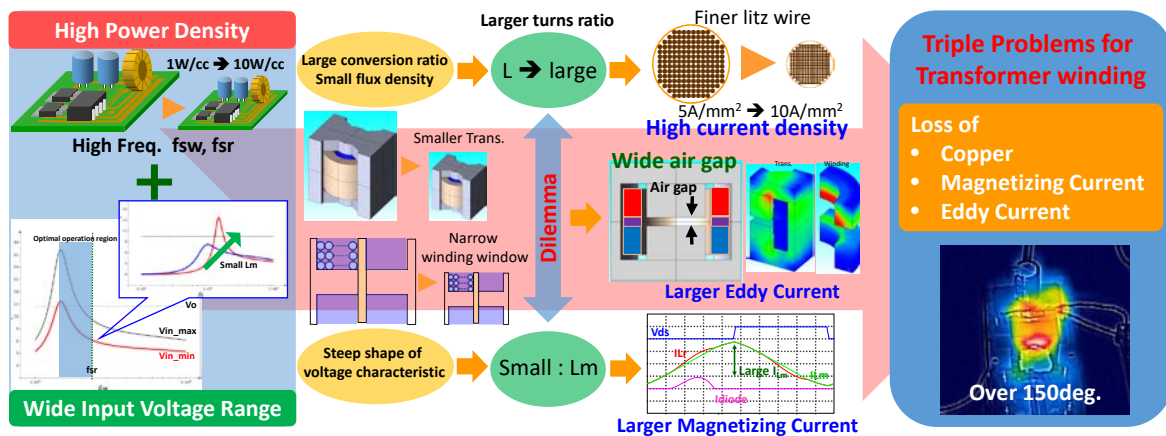 High Power Density
1W/cc ➔ 10W/cc
High Freq. fsw, fsr
+
Optimal operation region
Small Lm
Vo
Vin_max
Vin_min
fsr
Wide Input Voltage Range
Large conversion ratio
Small flux density
Larger turns ratio
L ➔ large
Finer litz wire
5A/mm² ➔ 10A/mm²
High current density
Smaller Trans.
Narrow
winding window
Dilemma
Wide air gap
Air gap
Trans.
Winding
Larger Eddy Current
Steep shape of
voltage characteristic
Small : Lm
Vds
ILr
Large ILm
ILm
Idiode
Larger Magnetizing Current
Triple Problems for
Transformer winding
Loss of
• Copper
• Magnetizing Current
• Eddy Current
Over 150deg.